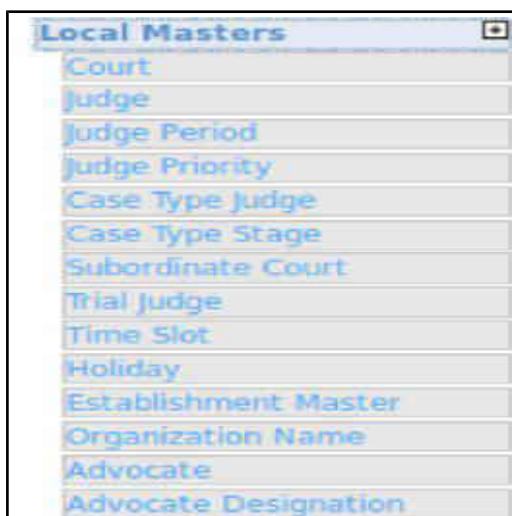 Local Masters
Court
Judge
Judge Period
Judge Priority
Case Type Judge
Case Type Stage
Subordinate Court
Trial Judge
Time Slot
Holiday
Establishment Master
Organization Name
Advocate
Advocate Designation